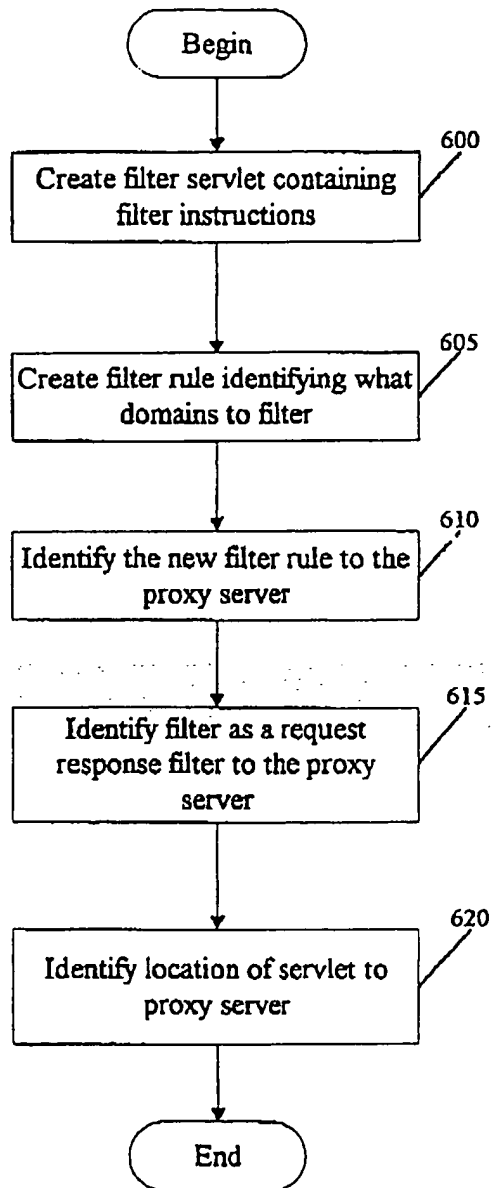 Begin
600
Create filter servlet containing
filter instructions
605
Create filter rule identifying what
domains to filter
610
Identify the new filter rule to the
proxy server
615
Identify filter as a request
response filter to the proxy
server
620
Identify location of servlet to
proxy server
End